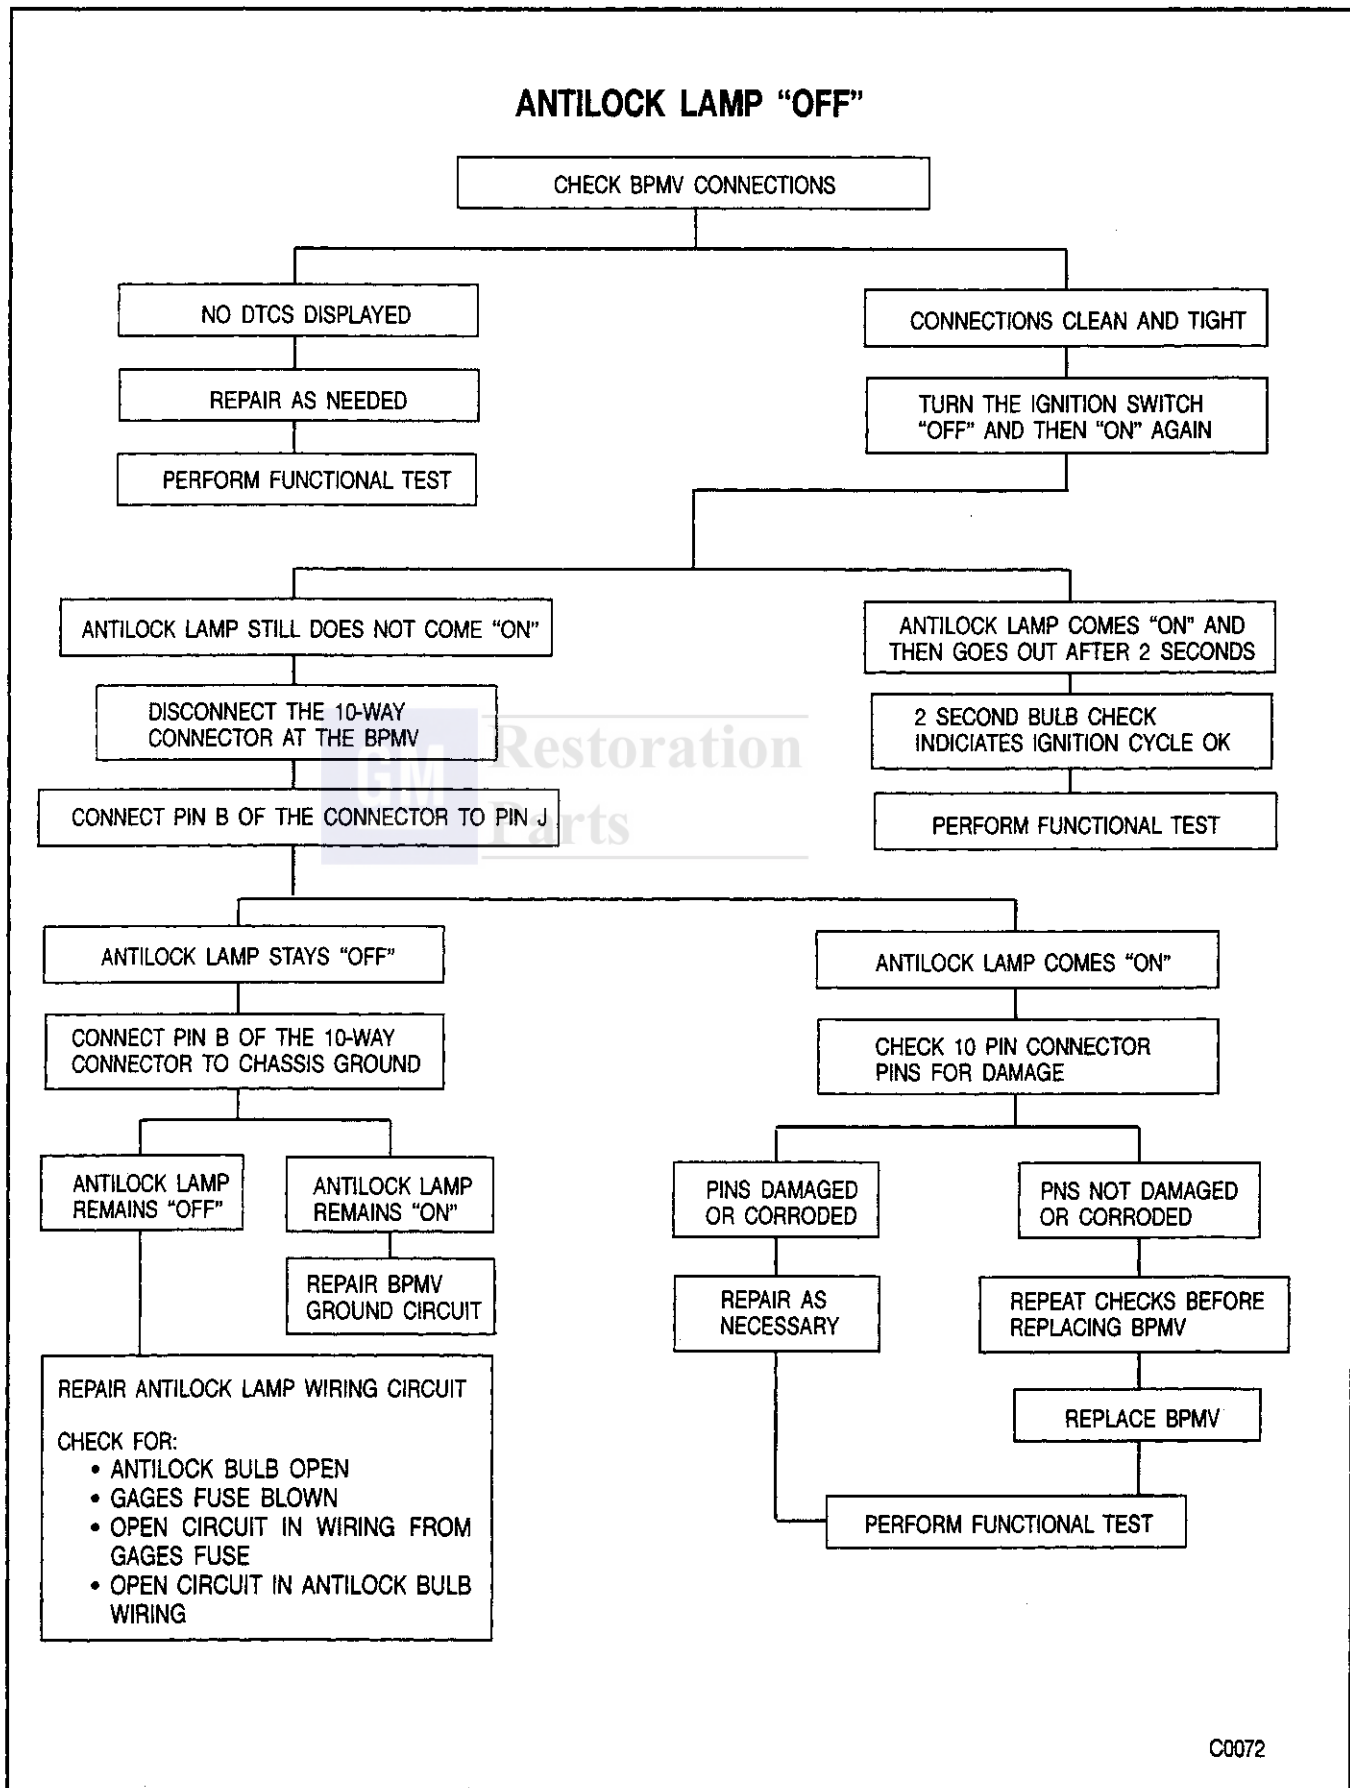 ANTILOCK LAMP “OFF”
CHECK BPMV CONNECTIONS
NO DTCS DISPLAYED
CONNECTIONS CLEAN AND TIGHT
REPAIR AS NEEDED
TURN THE IGNITION SWITCH
“OFF” AND THEN “ON” AGAIN
PERFORM FUNCTIONAL TEST
ANTILOCK LAMP STILL DOES NOT COME “ON”
ANTILOCK LAMP COMES “ON” AND
THEN GOES OUT AFTER 2 SECONDS
DISCONNECT THE 10-WAY
CONNECTOR AT THE BPMV
2 SECOND BULB CHECK
INDICIATES IGNITION CYCLE OK
GM
Restoration
Parts
CONNECT PIN B OF THE CONNECTOR TO PIN J
PERFORM FUNCTIONAL TEST
ANTILOCK LAMP STAYS “OFF”
ANTILOCK LAMP COMES “ON”
CONNECT PIN B OF THE 10-WAY
CONNECTOR TO CHASSIS GROUND
CHECK 10 PIN CONNECTOR
PINS FOR DAMAGE
ANTILOCK LAMP
REMAINS “OFF”
ANTILOCK LAMP
REMAINS “ON”
PINS DAMAGED
OR CORRODED
PNS NOT DAMAGED
OR CORRODED
REPAIR BPMV
GROUND CIRCUIT
REPAIR AS
NECESSARY
REPEAT CHECKS BEFORE
REPLACING BPMV
REPAIR ANTILOCK LAMP WIRING CIRCUIT
CHECK FOR:
• ANTILOCK BULB OPEN
• GAGES FUSE BLOWN
• OPEN CIRCUIT IN WIRING FROM
GAGES FUSE
• OPEN CIRCUIT IN ANTILOCK BULB
WIRING
REPLACE BPMV
PERFORM FUNCTIONAL TEST
C0072